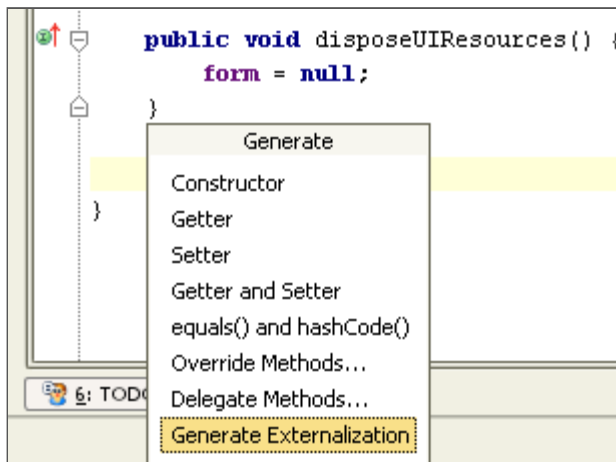 public void disposeUIResources() {
form = null;
}
}
Generate
Constructor
Getter
Setter
Getter and Setter
equals() and hashCode()
Override Methods...
Delegate Methods...
Generate Externalization
6: TODO